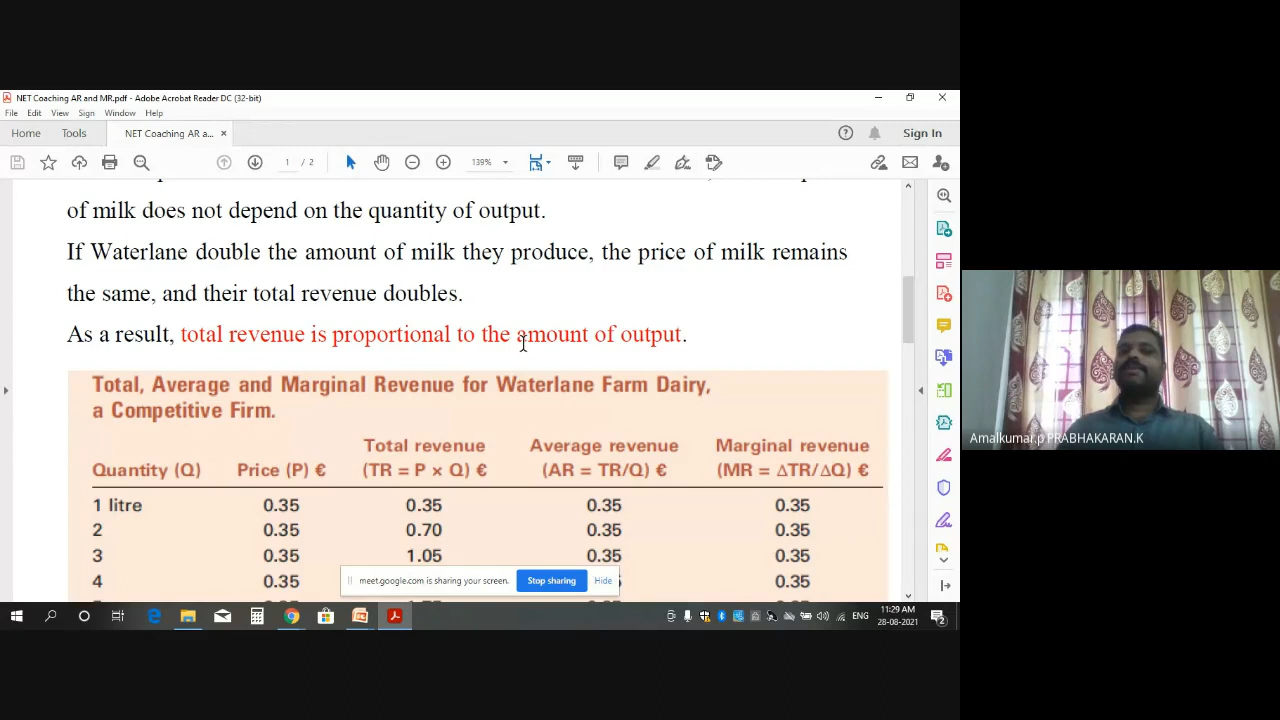 NET Coaching AR and MR.pdf - Adobe Acrobat Reader DC (32-bit)
File Edit View Sign Window Help
Home Tools NET Coaching AR a... × Sign In
1 / 2 139%
of milk does not depend on the quantity of output.
If Waterlane double the amount of milk they produce, the price of milk remains
the same, and their total revenue doubles.
As a result, total revenue is proportional to the amount of output.
Total, Average and Marginal Revenue for Waterlane Farm Dairy,
a Competitive Firm.
Total revenue Average revenue Marginal revenue
Quantity (Q) Price (P) € (TR = P × Q) € (AR = TR/Q) € (MR = ΔTR/ΔQ) €
1 litre 0.35 0.35 0.35 0.35
2 0.35 0.70 0.35 0.35
3 0.35 1.05 0.35 0.35
4 0.35 0.35
meet.google.com is sharing your screen. Stop sharing Hide
Amalkumar.p PRABHAKARAN.K
ENG
11:29 AM
28-08-2021
2